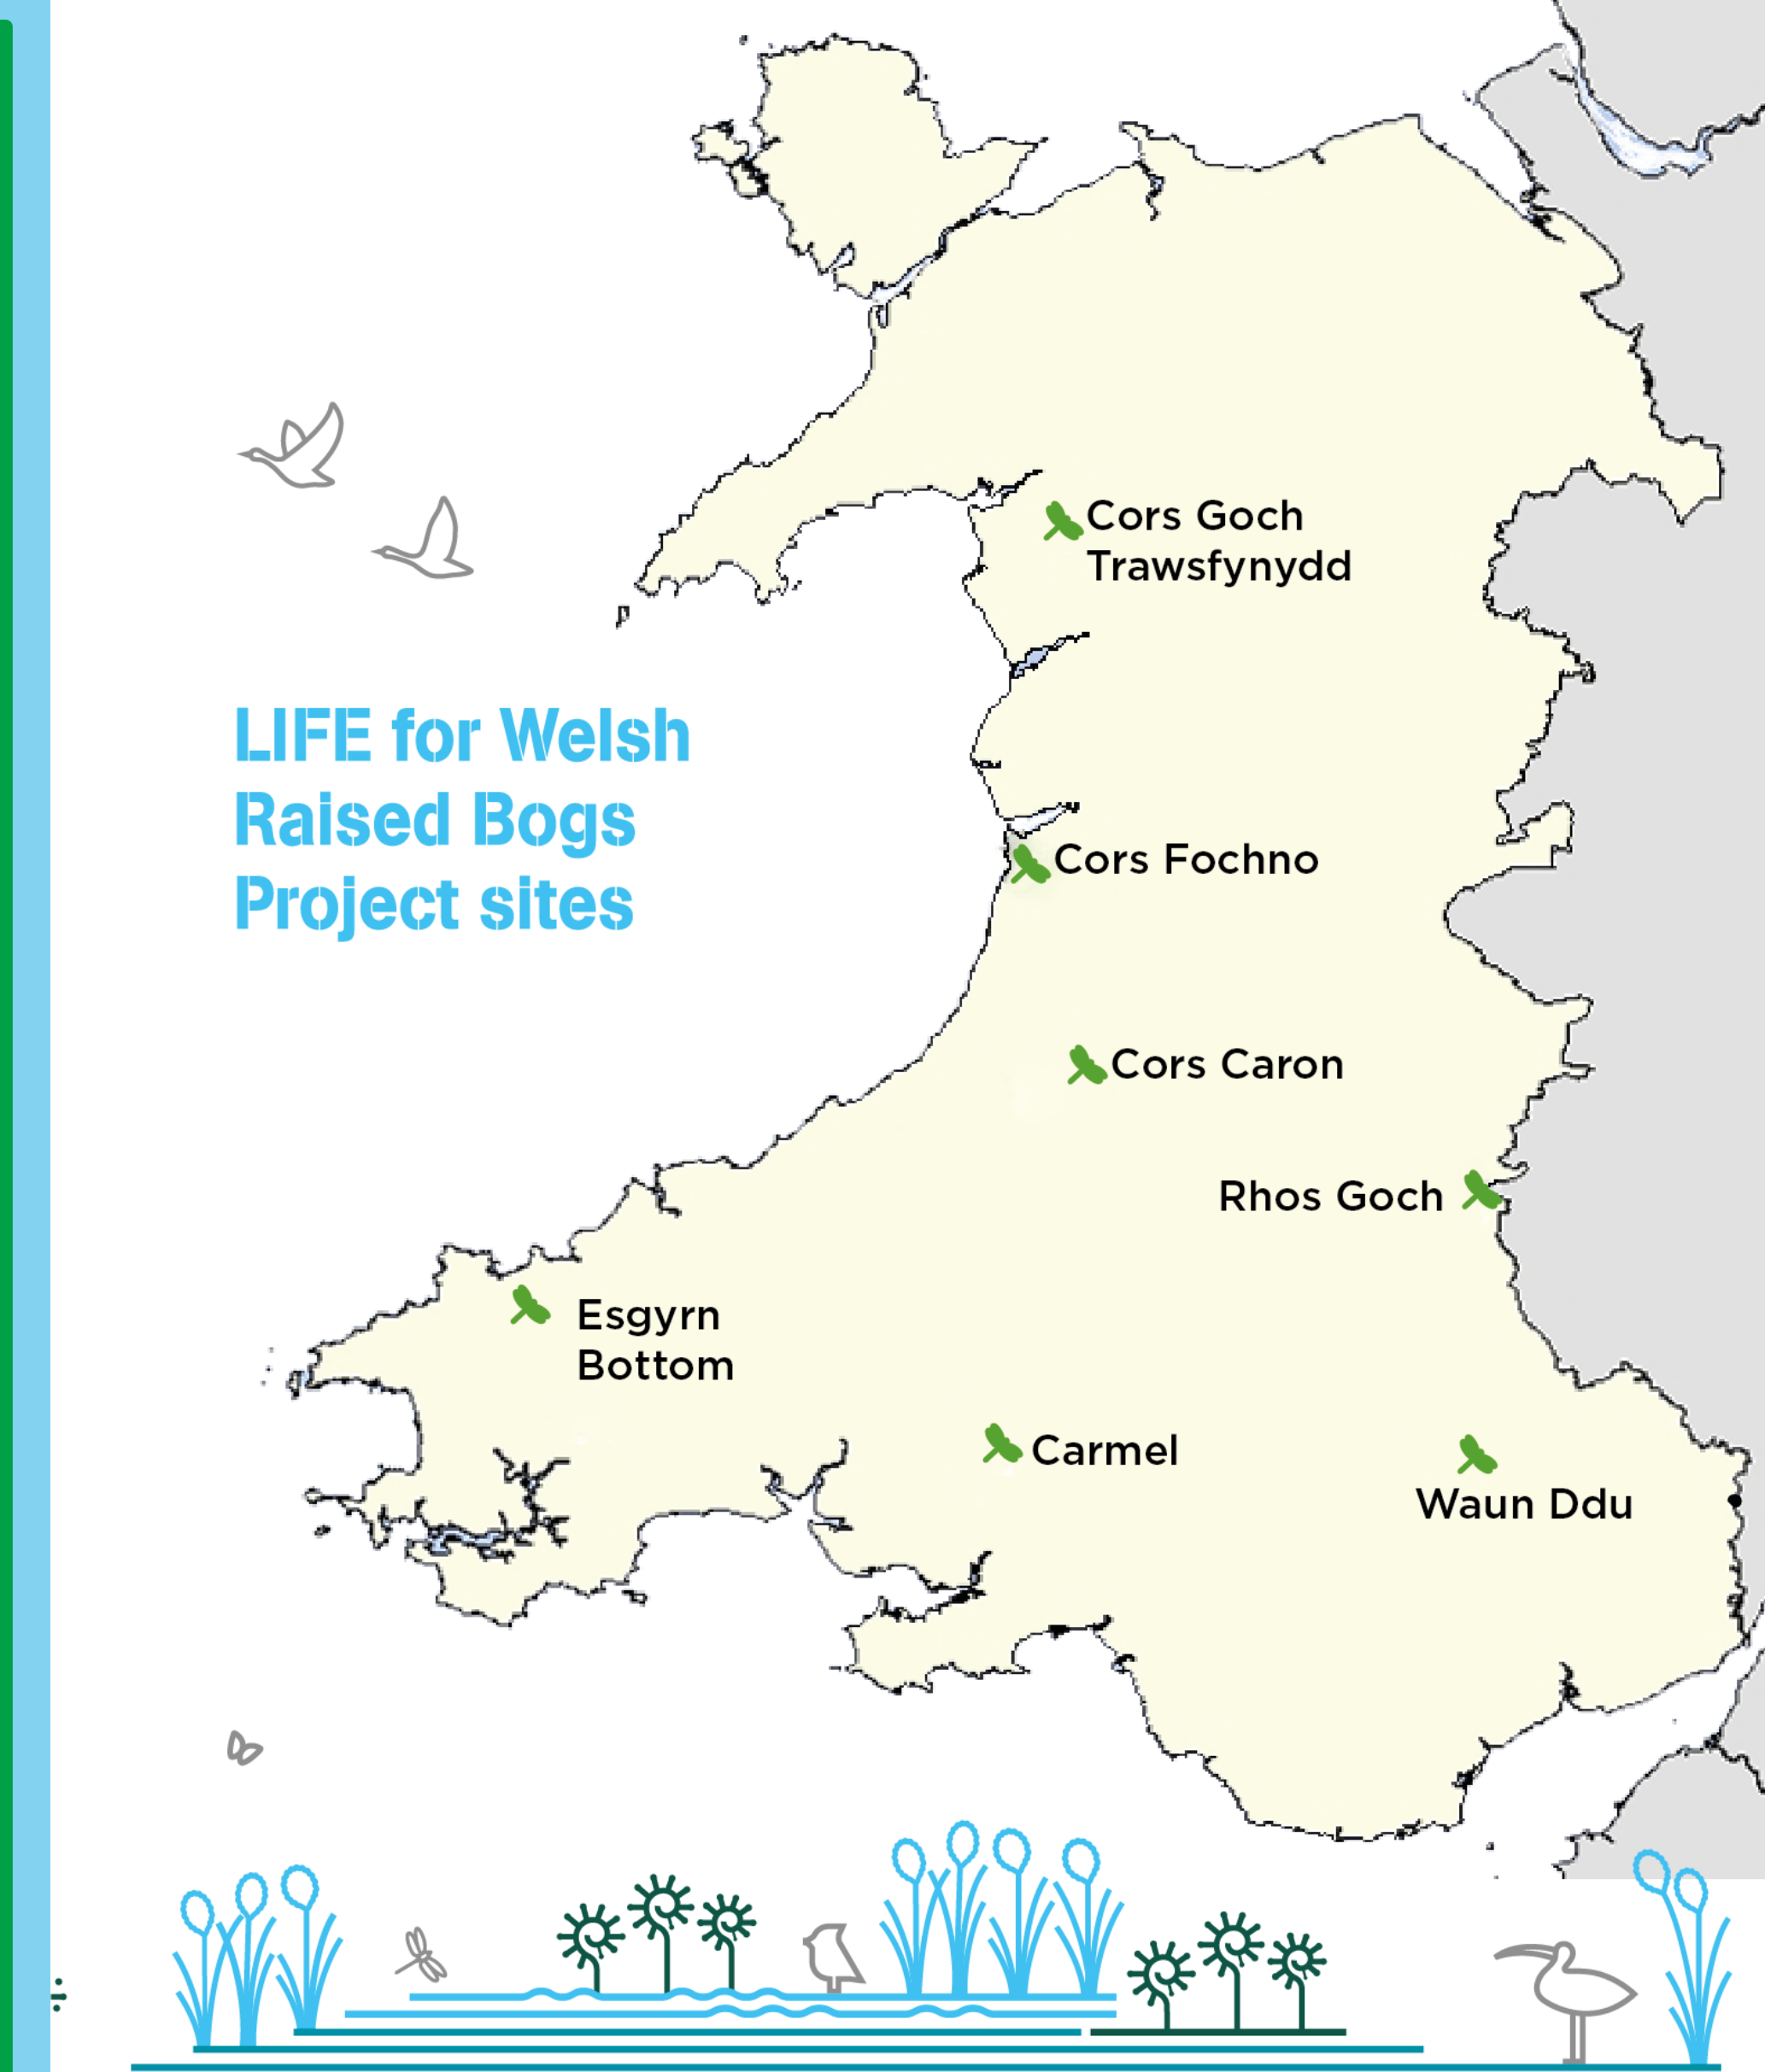 LIFE for Welsh
Raised Bogs
Project sites
Cors Goch
Trawsfynydd
Cors Fochno
Cors Caron
Rhos Goch
Esgyrn
Bottom
Carmel
Waun Ddu